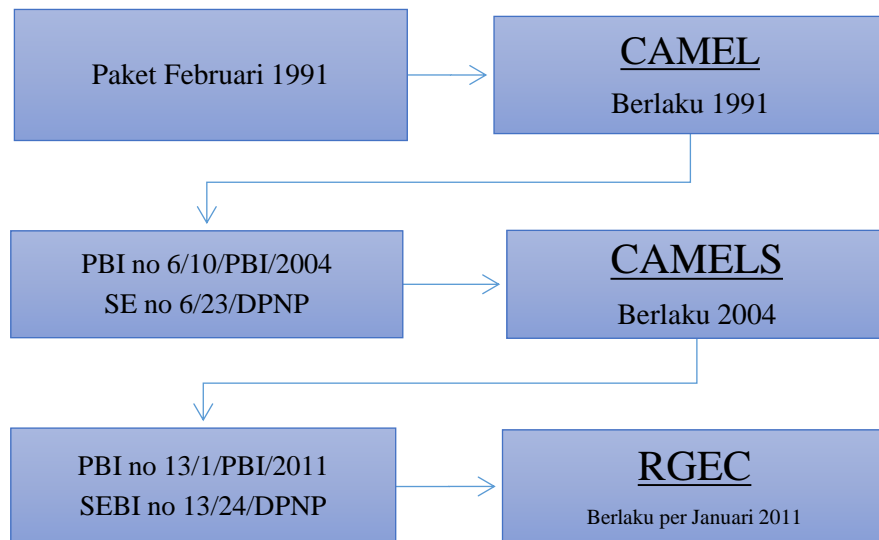 Paket Februari 1991
CAMEL
Berlaku 1991
PBI no 6/10/PBI/2004
SE no 6/23/DPNP
CAMELS
Berlaku 2004
PBI no 13/1/PBI/2011
SEBI no 13/24/DPNP
RGEC
Berlaku per Januari 2011